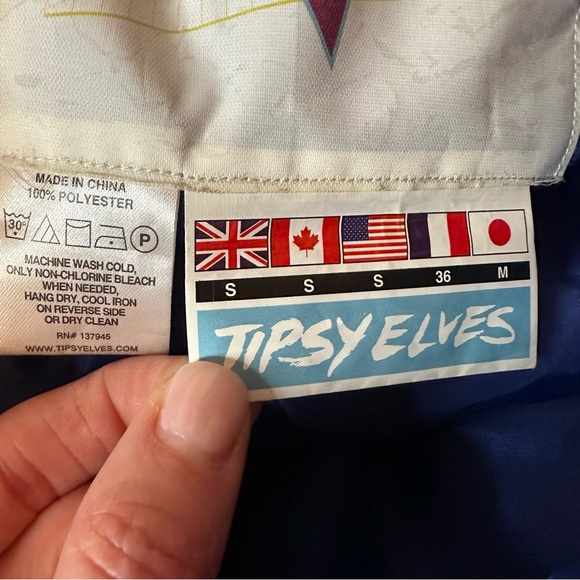 MADE IN CHINA
100% POLYESTER
30°
P
MACHINE WASH COLD,
ONLY NON-CHLORINE BLEACH
WHEN NEEDED,
HANG DRY, COOL IRON
ON REVERSE SIDE
OR DRY CLEAN
RN# 137945
WWW.TIPSYELVES.COM
S S S 36 M
TIPSY ELVES